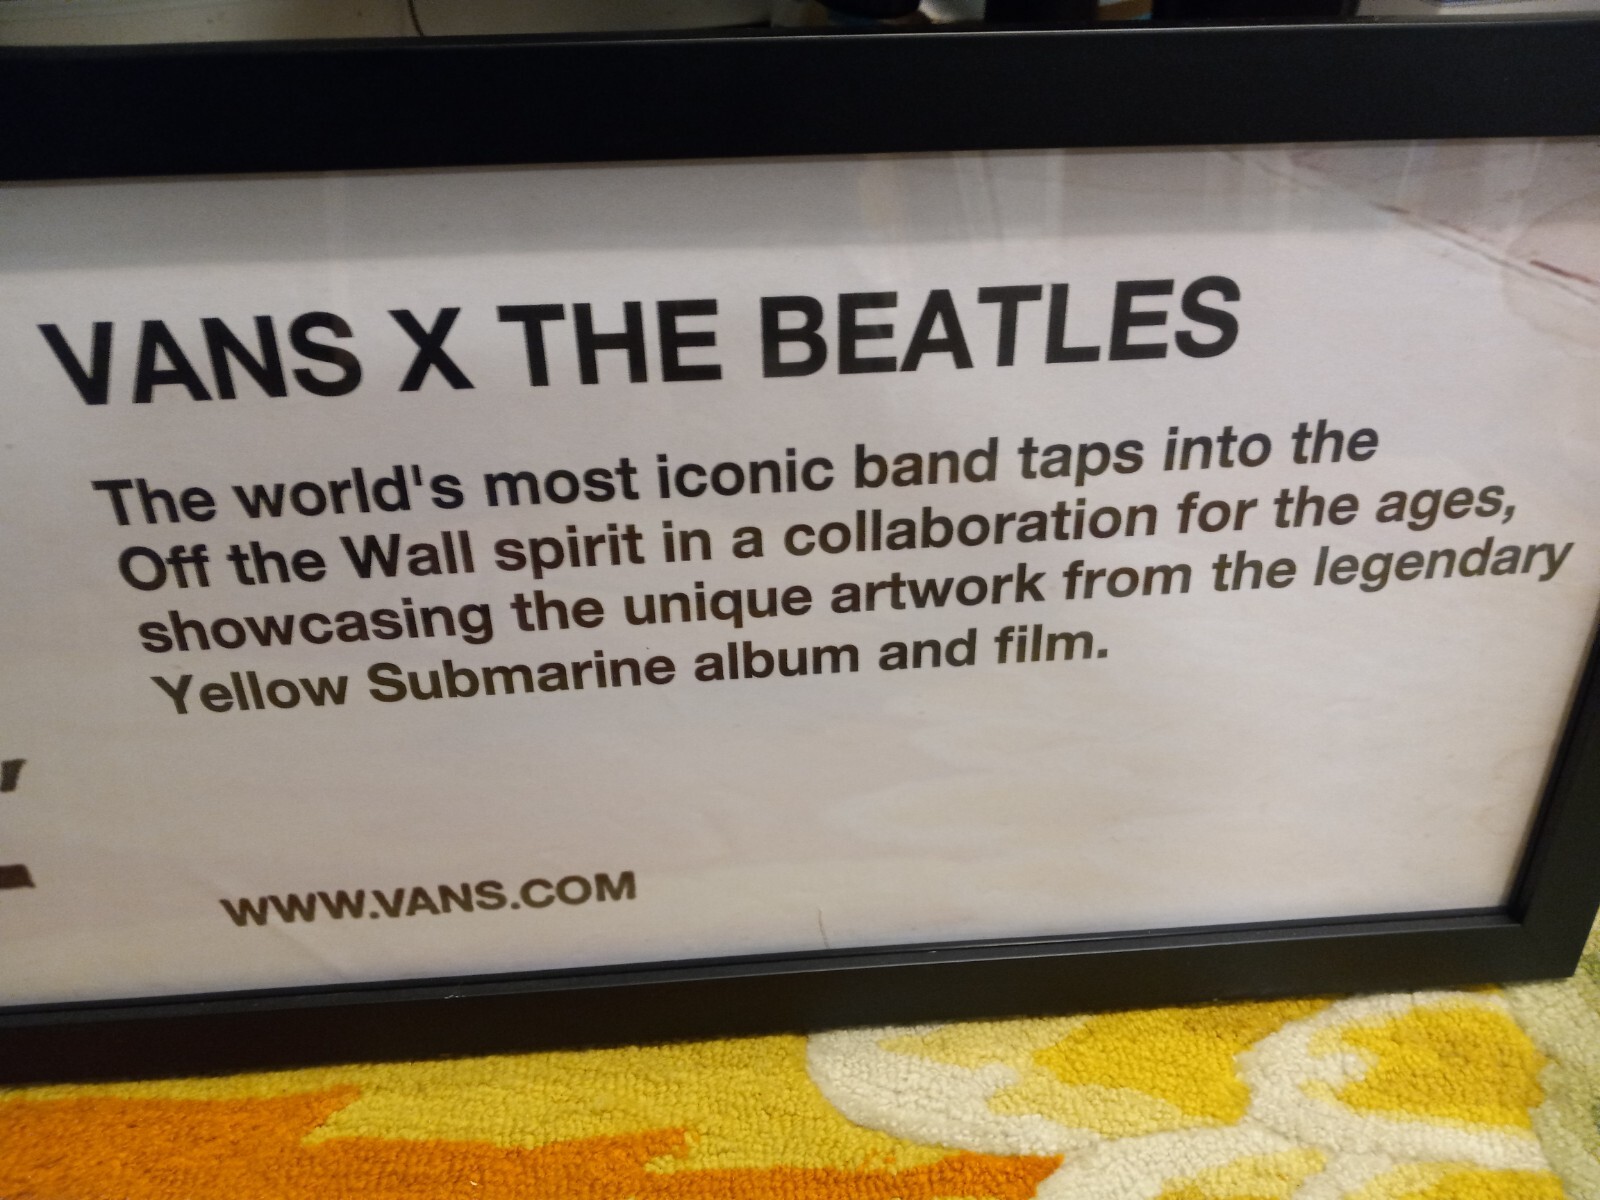 VANS X THE BEATLES
The world's most iconic band taps into the
Off the Wall spirit in a collaboration for the ages,
showcasing the unique artwork from the legendary
Yellow Submarine album and film.
WWW.VANS.COM